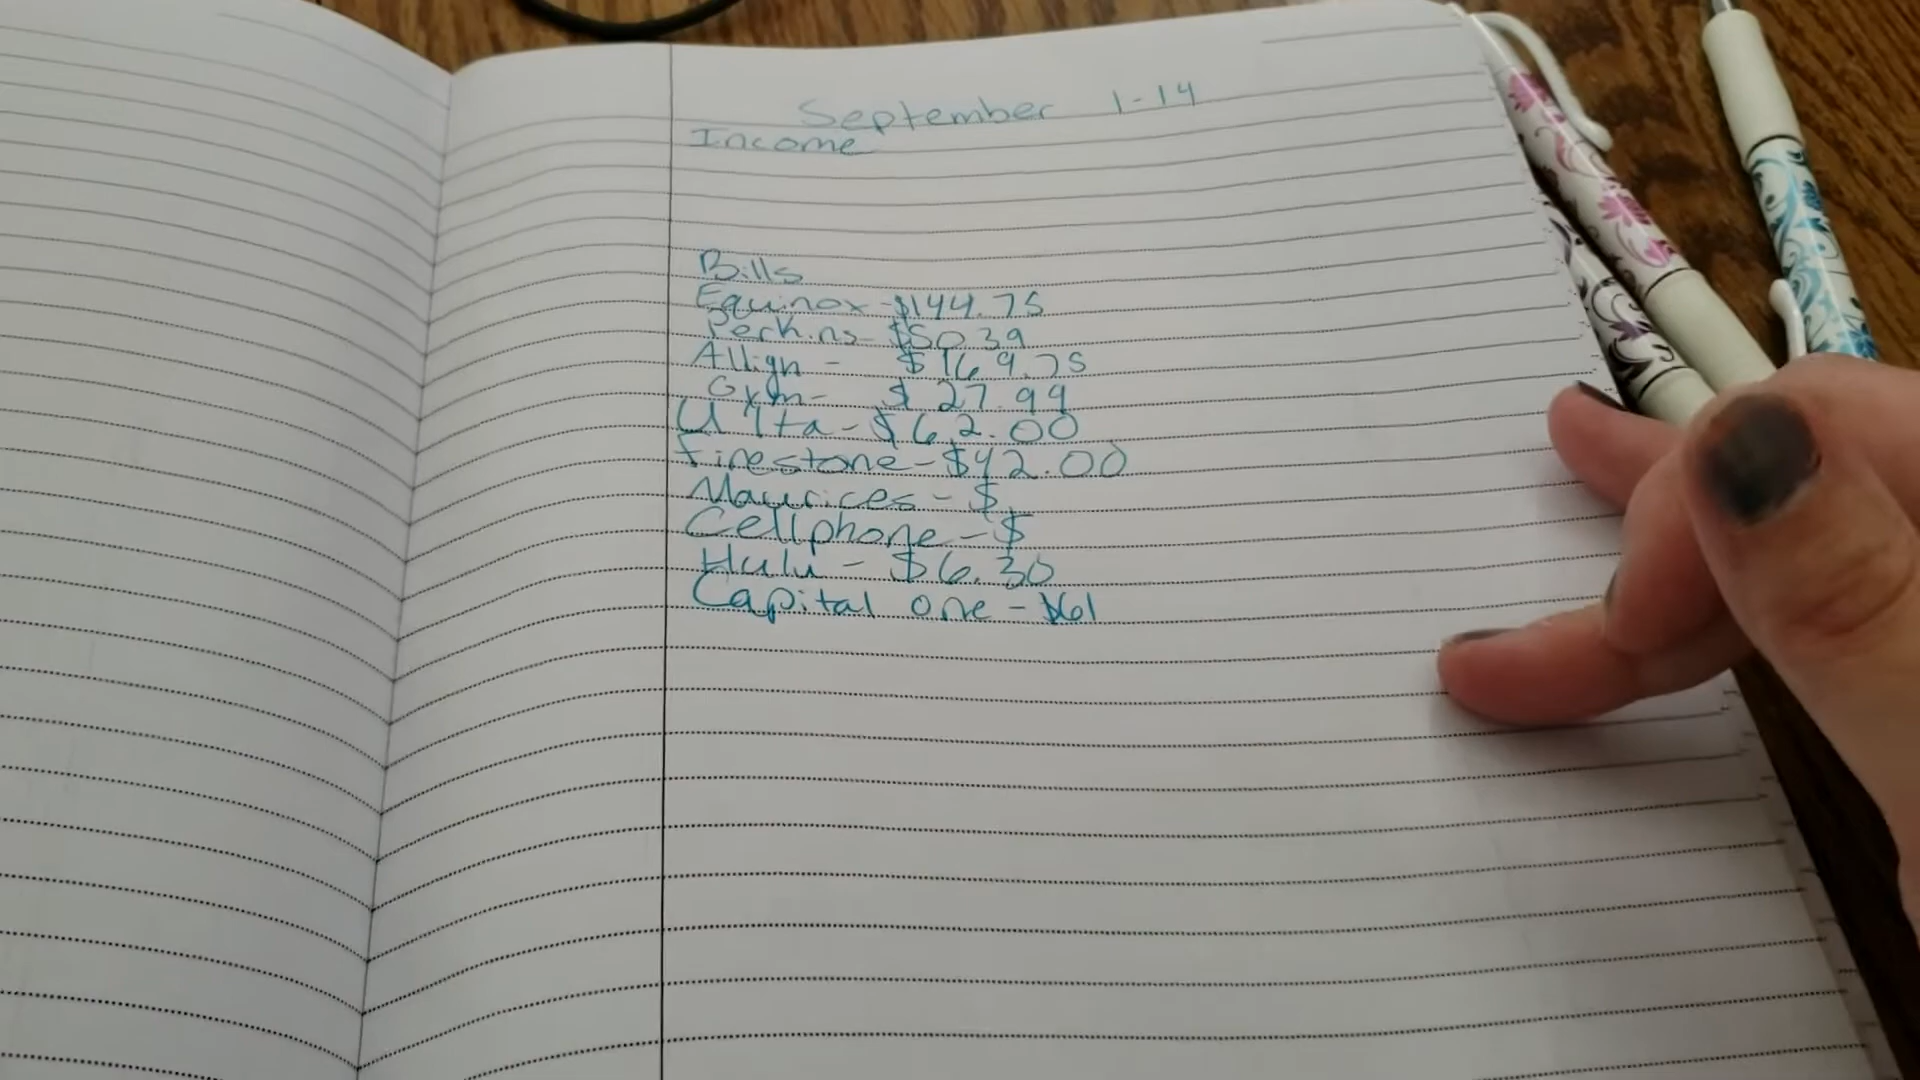 September 1-14
Income
Bills
Equinox - $144.75
Perkins - $50.39
Allign - $169.75
Gym - $27.99
Ulta - $62.00
Firestone - $42.00
Maurices - $
Cellphone - $
Hulu - $6.30
Capital one - $61